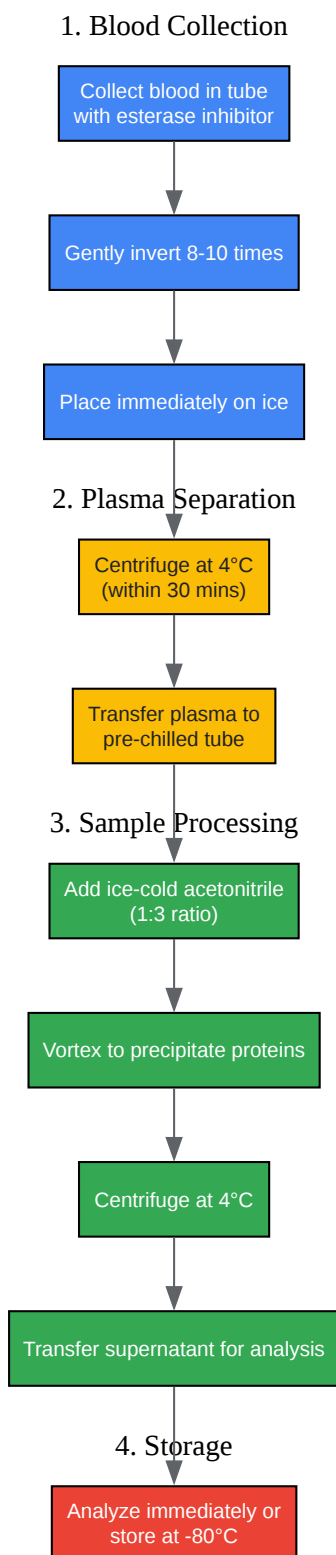 1. Blood Collection
Collect blood in tube
with esterase inhibitor
Gently invert 8-10 times
Place immediately on ice
2. Plasma Separation
Centrifuge at 4°C
(within 30 mins)
Transfer plasma to
pre-chilled tube
3. Sample Processing
Add ice-cold acetonitrile
(1:3 ratio)
Vortex to precipitate proteins
Centrifuge at 4°C
Transfer supernatant for analysis
4. Storage
Analyze immediately or
store at -80°C